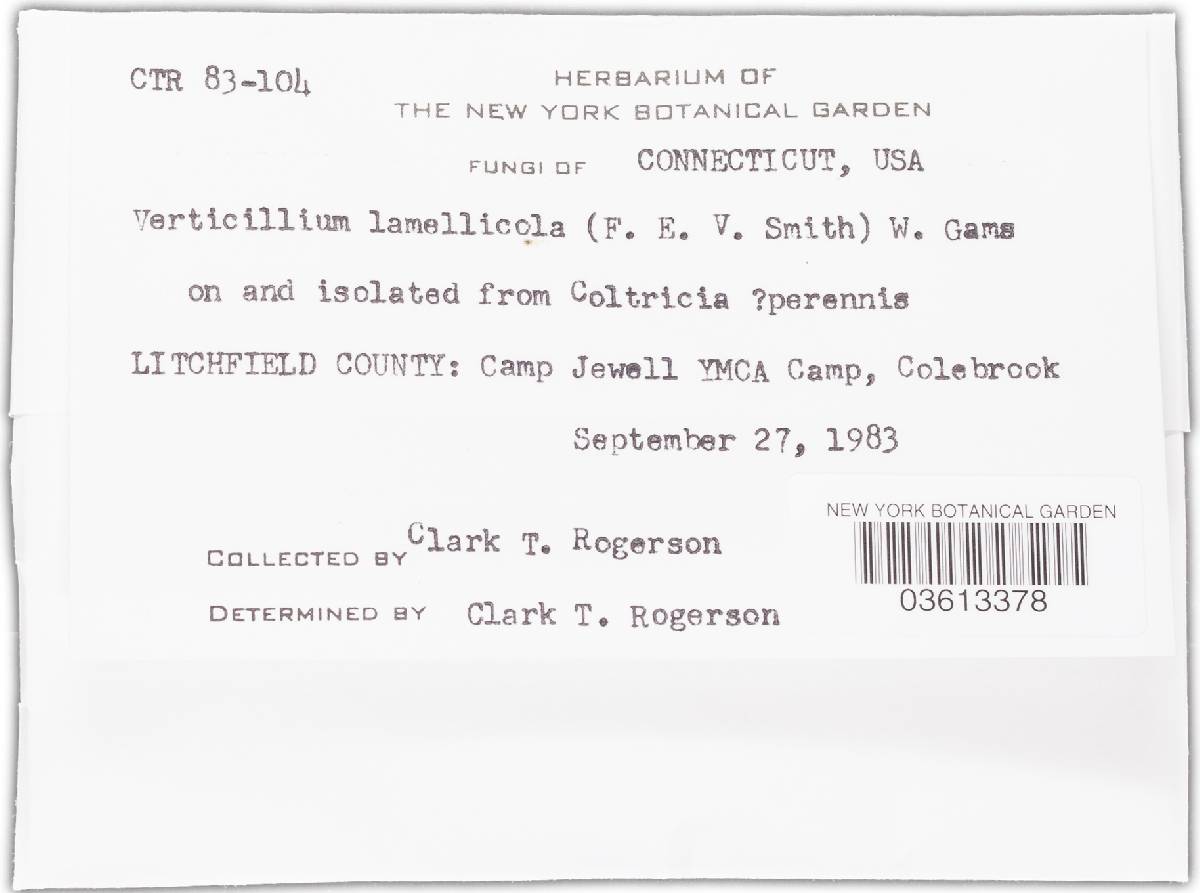 CTR 83-104
HERBARIUM OF
THE NEW YORK BOTANICAL GARDEN
FUNGI OF CONNECTICUT, USA
Verticillium lamellicola (F. E. V. Smith) W. Gams
on and isolated from Coltricia ?perennis
LITCHFIELD COUNTY: Camp Jewell YMCA Camp, Colebrook
September 27, 1983
NEW YORK BOTANICAL GARDEN
03613378
COLLECTED BY Clark T. Rogerson
DETERMINED BY Clark T. Rogerson